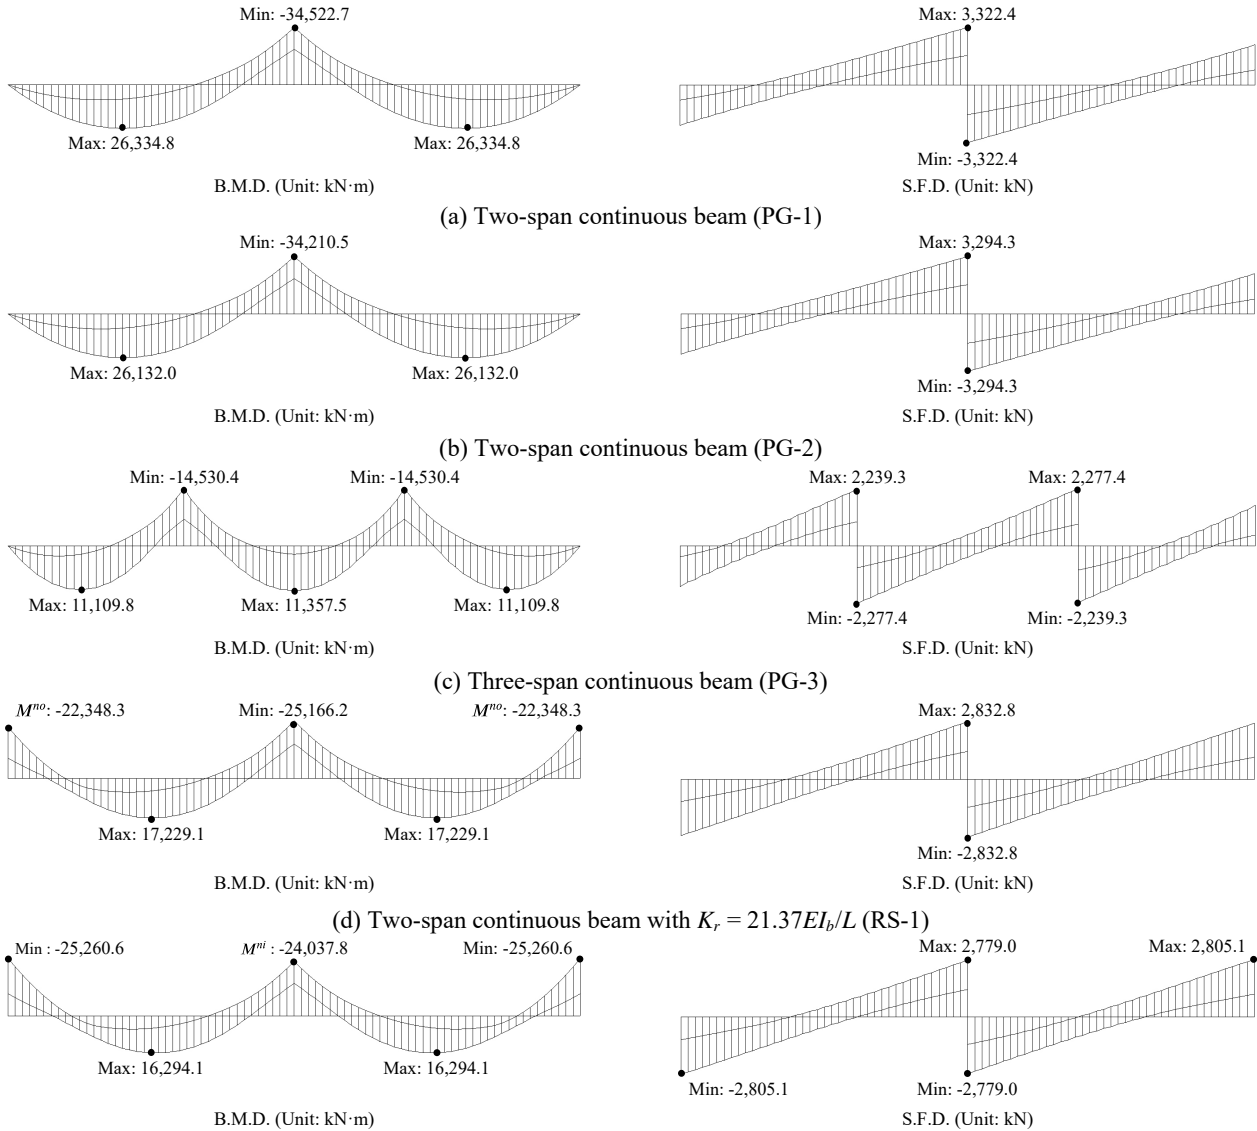 Min: -34,522.7
Max: 3,322.4
Max: 26,334.8
Max: 26,334.8
Min: -3,322.4
B.M.D. (Unit: kN·m)
S.F.D. (Unit: kN)
(a) Two-span continuous beam (PG-1)
Min: -34,210.5
Max: 3,294.3
Max: 26,132.0
Max: 26,132.0
Min: -3,294.3
B.M.D. (Unit: kN·m)
S.F.D. (Unit: kN)
(b) Two-span continuous beam (PG-2)
Min: -14,530.4
Min: -14,530.4
Max: 2,239.3
Max: 2,277.4
Max: 11,109.8
Max: 11,357.5
Max: 11,109.8
Min: -2,277.4
Min: -2,239.3
B.M.D. (Unit: kN·m)
S.F.D. (Unit: kN)
(c) Three-span continuous beam (PG-3)
M^{no}: -22,348.3
Min: -25,166.2
M^{no}: -22,348.3
Max: 2,832.8
Max: 17,229.1
Max: 17,229.1
Min: -2,832.8
B.M.D. (Unit: kN·m)
S.F.D. (Unit: kN)
(d) Two-span continuous beam with K_r = 21.37EI_b/L (RS-1)
Min : -25,260.6
M^{ni} : -24,037.8
Min: -25,260.6
Max: 2,779.0
Max: 2,805.1
Max: 16,294.1
Max: 16,294.1
Min: -2,805.1
Min: -2,779.0
B.M.D. (Unit: kN·m)
S.F.D. (Unit: kN)